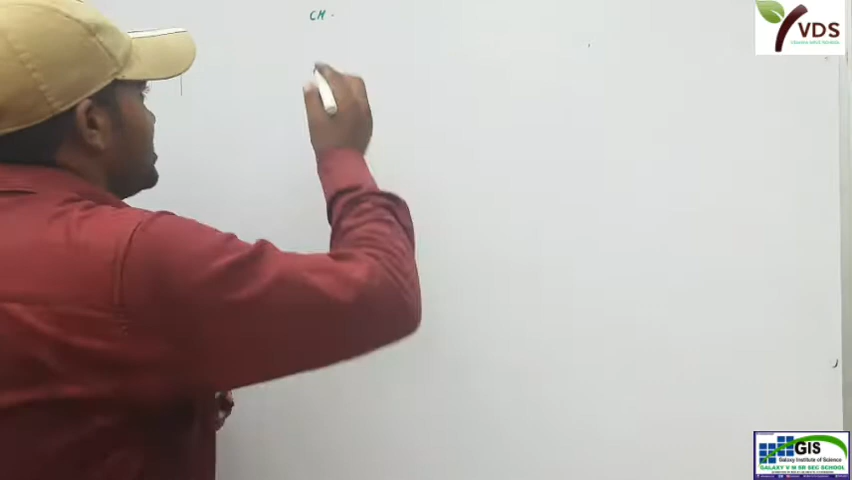 CH.
VDS
GIS
Galaxy Institute of Science
GALAXY V M SR SEC SCHOOL